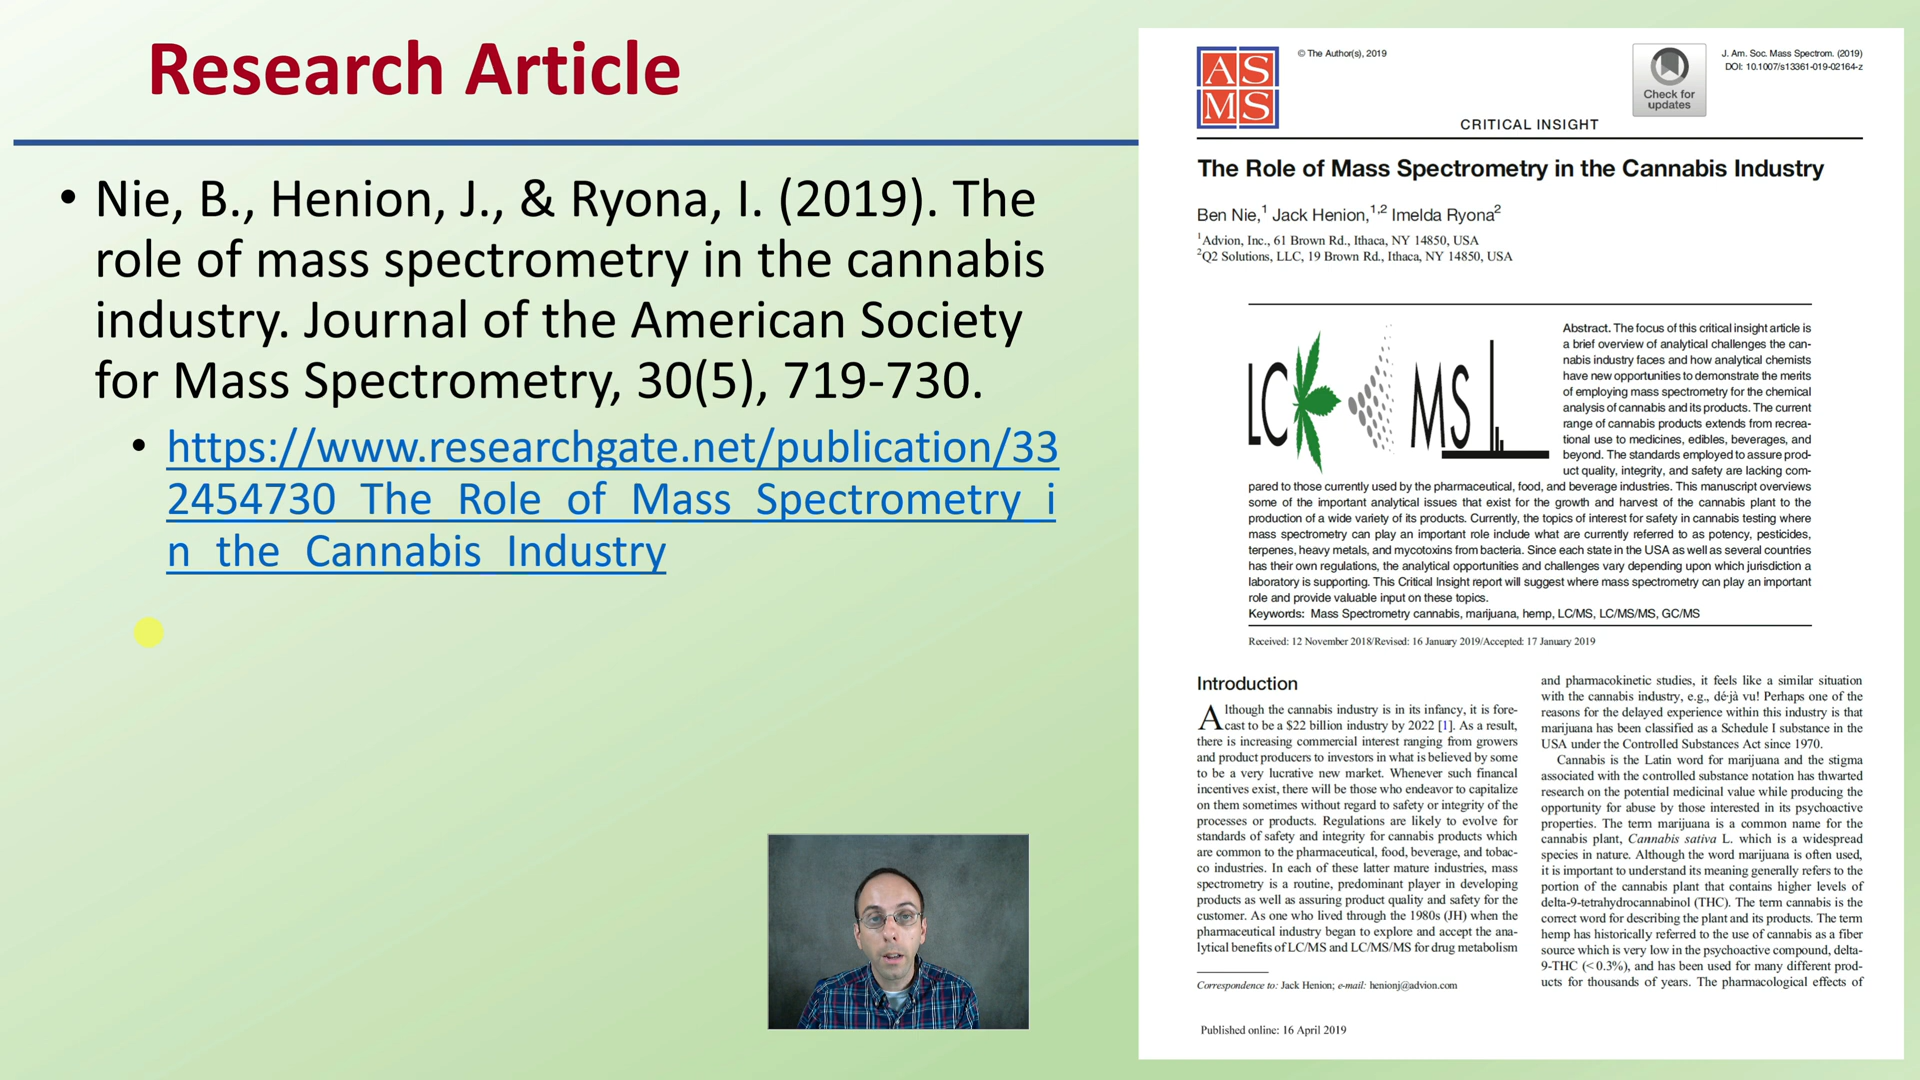 Research Article
• Nie, B., Henion, J., & Ryona, I. (2019). The
role of mass spectrometry in the cannabis
industry. Journal of the American Society
for Mass Spectrometry, 30(5), 719-730.
• https://www.researchgate.net/publication/33
2454730_The_Role_of_Mass_Spectrometry_i
n_the_Cannabis_Industry
AS
MS
© The Author(s), 2019
Check for
updates
J. Am. Soc. Mass Spectrom. (2019)
DOI: 10.1007/s13361-019-02164-z
CRITICAL INSIGHT
The Role of Mass Spectrometry in the Cannabis Industry
Ben Nie,1 Jack Henion,1,2 Imelda Ryona2
1Advion, Inc., 61 Brown Rd., Ithaca, NY 14850, USA
2Q2 Solutions, LLC, 19 Brown Rd., Ithaca, NY 14850, USA
LC MS
Abstract. The focus of this critical insight article is
a brief overview of analytical challenges the can-
nabis industry faces and how analytical chemists
have new opportunities to demonstrate the merits
of employing mass spectrometry for the chemical
analysis of cannabis and its products. The current
range of cannabis products extends from recrea-
tional use to medicines, edibles, beverages, and
beyond. The standards employed to assure prod-
uct quality, integrity, and safety are lacking com-
pared to those currently used by the pharmaceutical, food, and beverage industries. This manuscript overviews
some of the important analytical issues that exist for the growth and harvest of the cannabis plant to the
production of a wide variety of its products. Currently, the topics of interest for safety in cannabis testing where
mass spectrometry can play an important role include what are currently referred to as potency, pesticides,
terpenes, heavy metals, and mycotoxins from bacteria. Since each state in the USA as well as several countries
has their own regulations, the analytical opportunities and challenges vary depending upon which jurisdiction a
laboratory is supporting. This Critical Insight report will suggest where mass spectrometry can play an important
role and provide valuable input on these topics.
Keywords: Mass Spectrometry cannabis, marijuana, hemp, LC/MS, LC/MS/MS, GC/MS
Received: 12 November 2018/Revised: 16 January 2019/Accepted: 17 January 2019
Introduction
Although the cannabis industry is in its infancy, it is fore-
cast to be a $22 billion industry by 2022 [1]. As a result,
there is increasing commercial interest ranging from growers
and product producers to investors in what is believed by some
to be a very lucrative new market. Whenever such financial
incentives exist, there will be those who endeavor to capitalize
on them sometimes without regard to safety or integrity of the
processes or products. Regulations are likely to evolve for
standards of safety and integrity for cannabis products which
are common to the pharmaceutical, food, beverage, and tobac-
co industries. In each of these latter mature industries, mass
spectrometry is a routine, predominant player in developing
products as well as assuring product quality and safety for the
customer. As one who lived through the 1980s (JH) when the
pharmaceutical industry began to explore and accept the ana-
lytical benefits of LC/MS and LC/MS/MS for drug metabolism
Correspondence to: Jack Henion; e-mail: henionj@advion.com
Published online: 16 April 2019
and pharmacokinetic studies, it feels like a similar situation
with the cannabis industry, e.g., dé·jà vu! Perhaps one of the
reasons for the delayed experience within this industry is that
marijuana has been classified as a Schedule I substance in the
USA under the Controlled Substances Act since 1970.
Cannabis is the Latin word for marijuana and the stigma
associated with the controlled substance notation has thwarted
research on the potential medicinal value while producing the
opportunity for abuse by those interested in its psychoactive
properties. The term marijuana is a common name for the
cannabis plant, Cannabis sativa L. which is a widespread
species in nature. Although the word marijuana is often used,
it is important to understand its meaning generally refers to the
portion of the cannabis plant that contains higher levels of
delta-9-tetrahydrocannabinol (THC). The term cannabis is the
correct word for describing the plant and its products. The term
hemp has historically referred to the use of cannabis as a fiber
source which is very low in the psychoactive compound, delta-
9-THC (<0.3%), and has been used for many different prod-
ucts for thousands of years. The pharmacological effects of